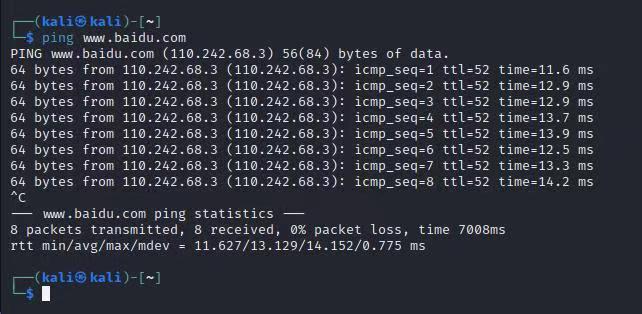 ┌──(kali㉿kali)-[~]
└─$ ping www.baidu.com
PING www.baidu.com (110.242.68.3) 56(84) bytes of data.
64 bytes from 110.242.68.3 (110.242.68.3): icmp_seq=1 ttl=52 time=11.6 ms
64 bytes from 110.242.68.3 (110.242.68.3): icmp_seq=2 ttl=52 time=12.9 ms
64 bytes from 110.242.68.3 (110.242.68.3): icmp_seq=3 ttl=52 time=12.9 ms
64 bytes from 110.242.68.3 (110.242.68.3): icmp_seq=4 ttl=52 time=13.7 ms
64 bytes from 110.242.68.3 (110.242.68.3): icmp_seq=5 ttl=52 time=13.9 ms
64 bytes from 110.242.68.3 (110.242.68.3): icmp_seq=6 ttl=52 time=12.5 ms
64 bytes from 110.242.68.3 (110.242.68.3): icmp_seq=7 ttl=52 time=13.3 ms
64 bytes from 110.242.68.3 (110.242.68.3): icmp_seq=8 ttl=52 time=14.2 ms
^C
--- www.baidu.com ping statistics ---
8 packets transmitted, 8 received, 0% packet loss, time 7008ms
rtt min/avg/max/mdev = 11.627/13.129/14.152/0.775 ms
┌──(kali㉿kali)-[~]
└─$